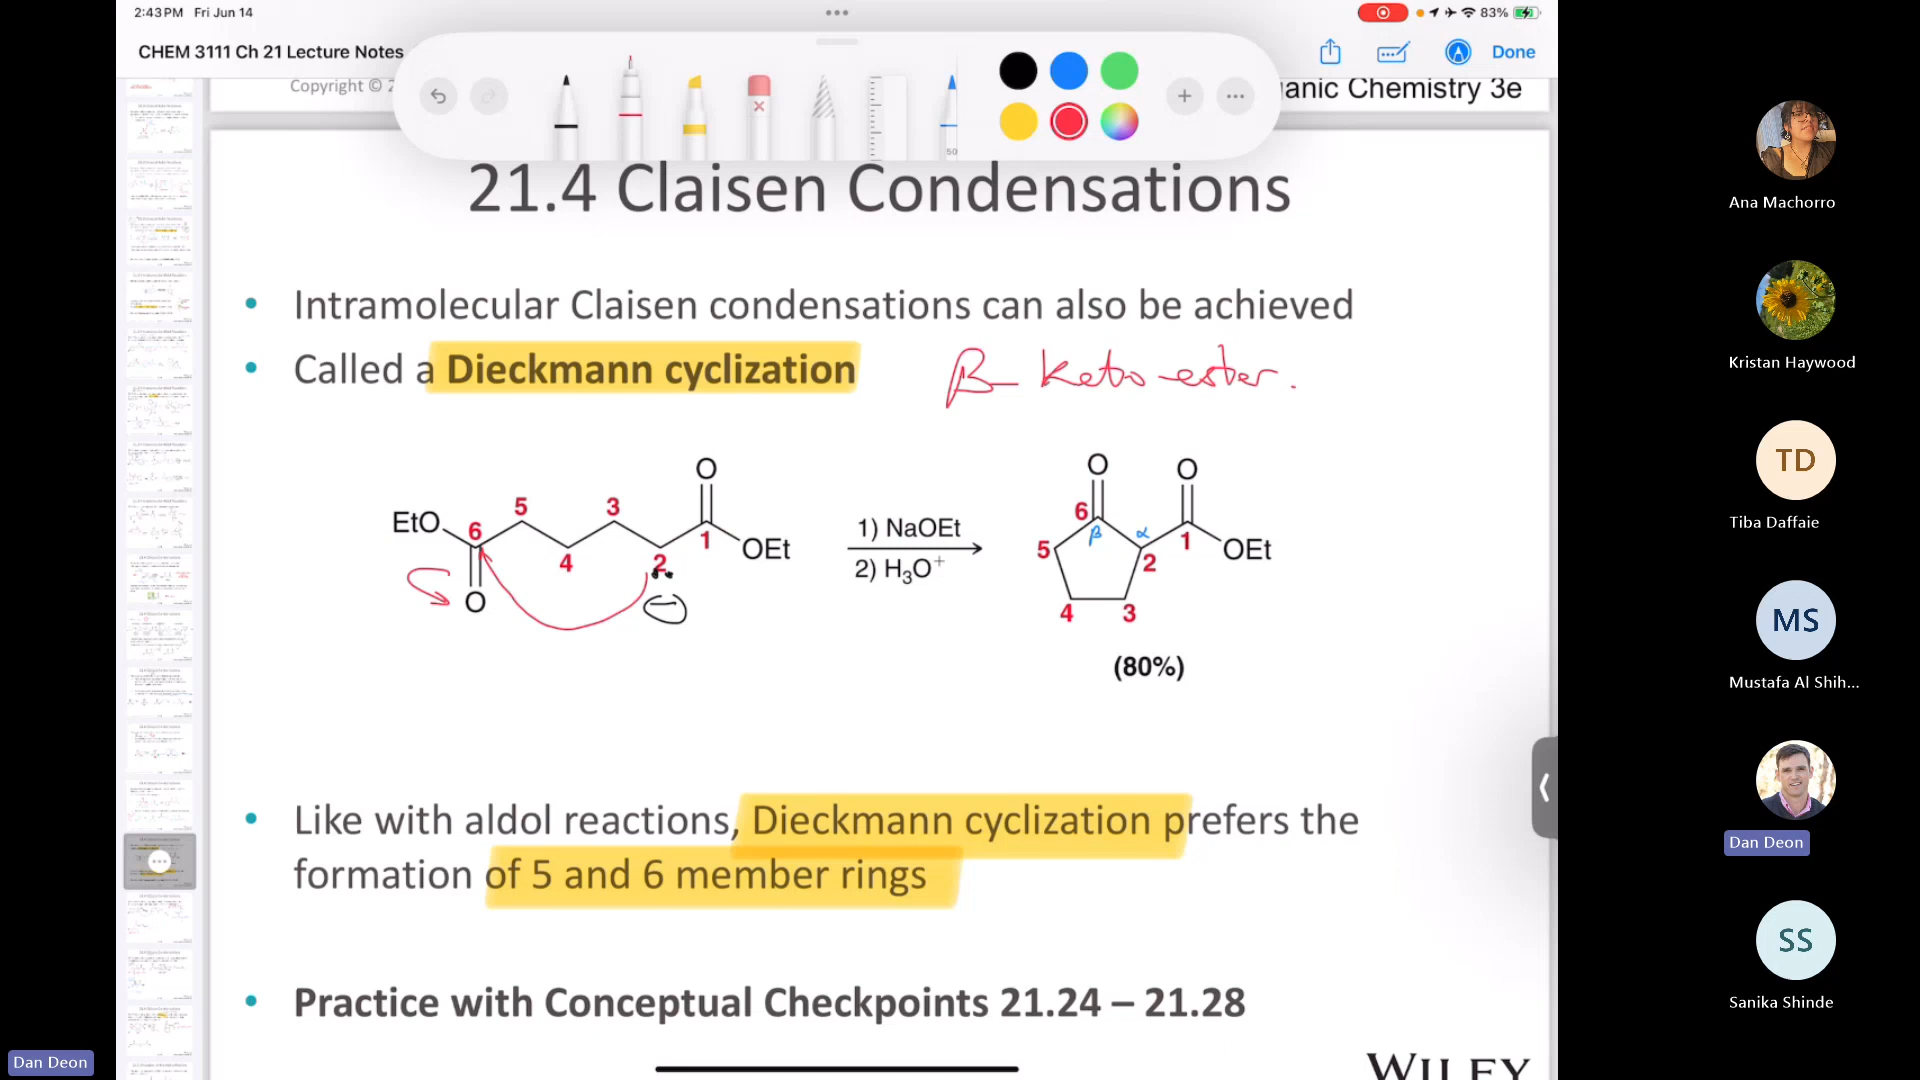 2:43 PM Fri Jun 14
83%
CHEM 3111 Ch 21 Lecture Notes
Done
50
Copyright ©
anic Chemistry 3e
21.4 Claisen Condensations
• Intramolecular Claisen condensations can also be achieved
• Called a Dieckmann cyclization
β- keto ester.
EtO 6 5 4 3 2 1 O OEt
O
1) NaOEt
2) H3O+
O O
6 β α 1 OEt
5 2
4 3
(80%)
• Like with aldol reactions, Dieckmann cyclization prefers the
formation of 5 and 6 member rings
• Practice with Conceptual Checkpoints 21.24 – 21.28
WILEY
Ana Machorro
Kristan Haywood
TD
Tiba Daffaie
MS
Mustafa Al Shih...
Dan Deon
SS
Sanika Shinde
Dan Deon